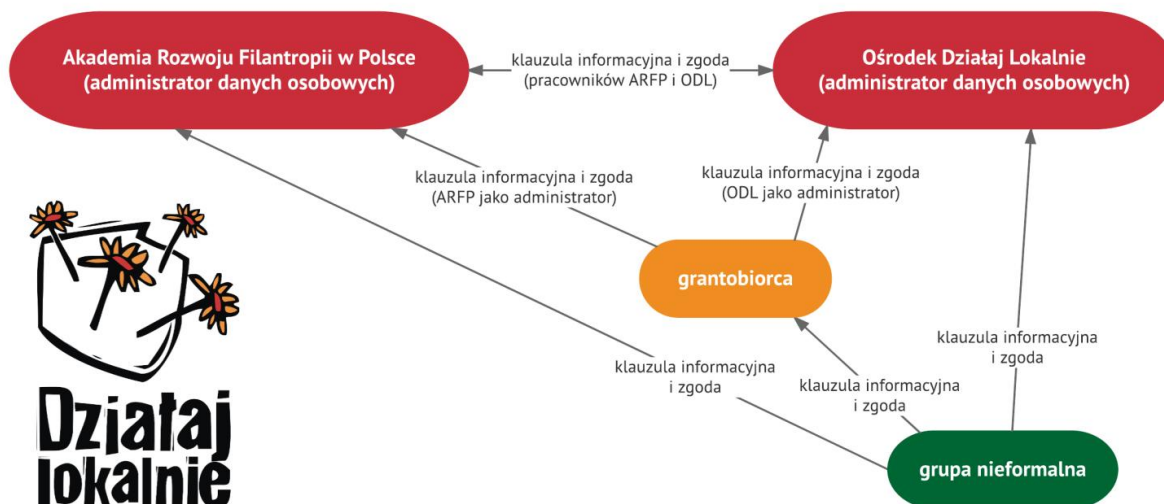 Akademia Rozwoju Filantropii w Polsce
(administrator danych osobowych)
klauzula informacyjna i zgoda
(pracowników ARFP i ODL)
Ośrodek Działaj Lokalnie
(administrator danych osobowych)
klauzula informacyjna i zgoda
(ARFP jako administrator)
klauzula informacyjna i zgoda
(ODL jako administrator)
grantobiorca
klauzula informacyjna
i zgoda
klauzula informacyjna
i zgoda
klauzula informacyjna
i zgoda
grupa nieformalna
Działaj
lokalnie